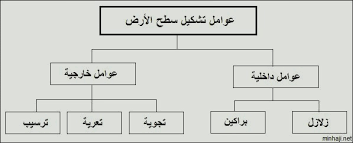 عوامل تشكيل سطح الأرض
عوامل داخلية
عوامل خارجية
زلازل
براكين
تجوية
تعرية
ترسيب
minhaji.net